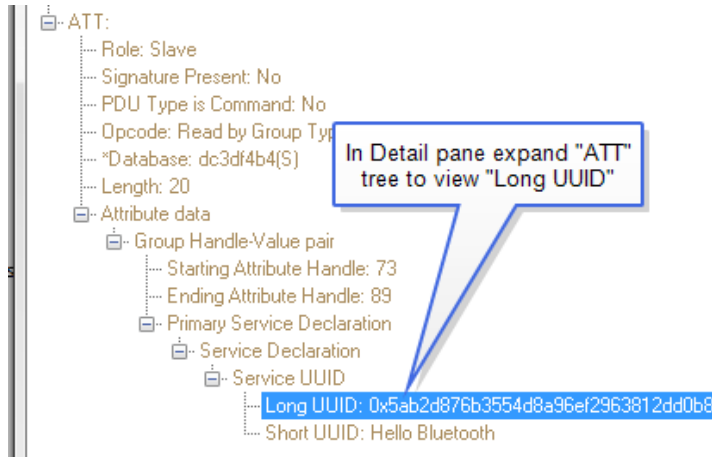 ATT:
Role: Slave
Signature Present: No
PDU Type is Command: No
Opcode: Read by Group Typ
*Database: dc3df4b4(S)
In Detail pane expand "ATT"
tree to view "Long UUID"
Length: 20
Attribute data
Group Handle-Value pair
Starting Attribute Handle: 73
Ending Attribute Handle: 89
Primary Service Declaration
Service Declaration
Service UUID
Long UUID: 0x5ab2d876b3554d8a96ef2963812dd0b8
Short UUID: Hello Bluetooth